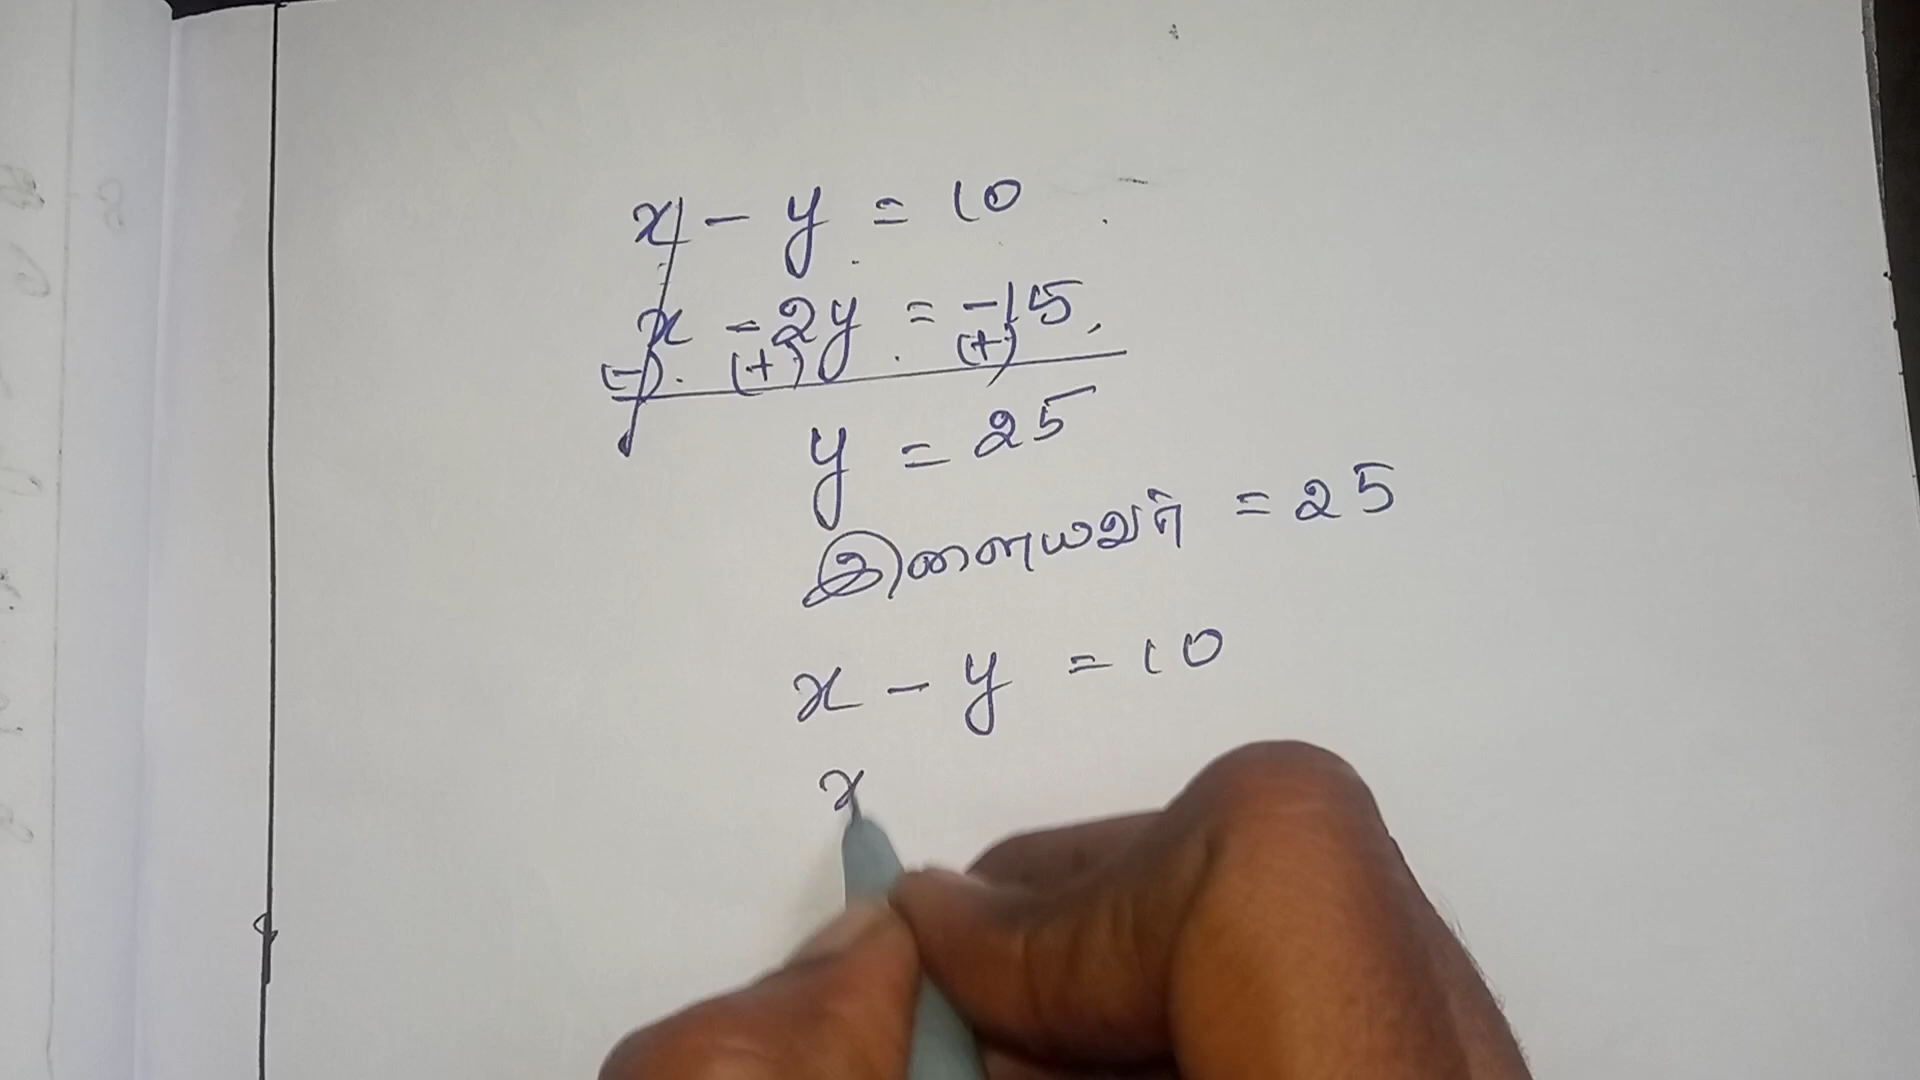 x - y = 10
x - 2y = -15
(-) (+) (+)
y = 25
இளையவர் = 25
x - y = 10
x